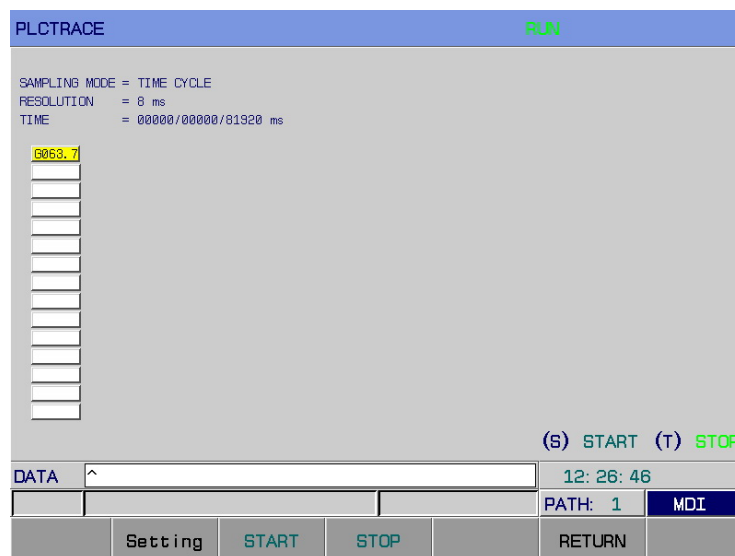 PLCTRACE RUN
SAMPLING MODE = TIME CYCLE
RESOLUTION = 8 ms
TIME = 00000/00000/81920 ms
G063.7
(S) START (T) STOP
DATA ^ 12:26:46
PATH: 1 MDI
Setting START STOP RETURN